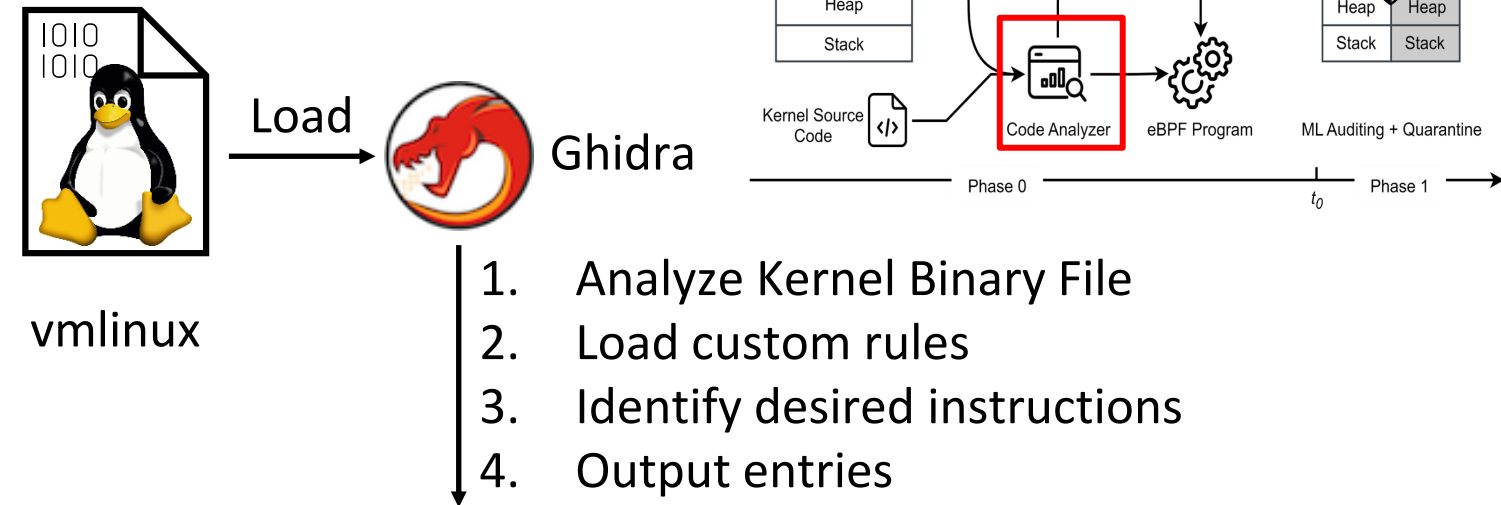 1010
1010
vmlinux
Load
Ghidra
1. Analyze Kernel Binary File
2. Load custom rules
3. Identify desired instructions
4. Output entries
Heap
Stack
Kernel Source
Code
</>
Code Analyzer
eBPF Program
Heap Heap
Stack Stack
ML Auditing + Quarantine
Phase 0
t0
Phase 1